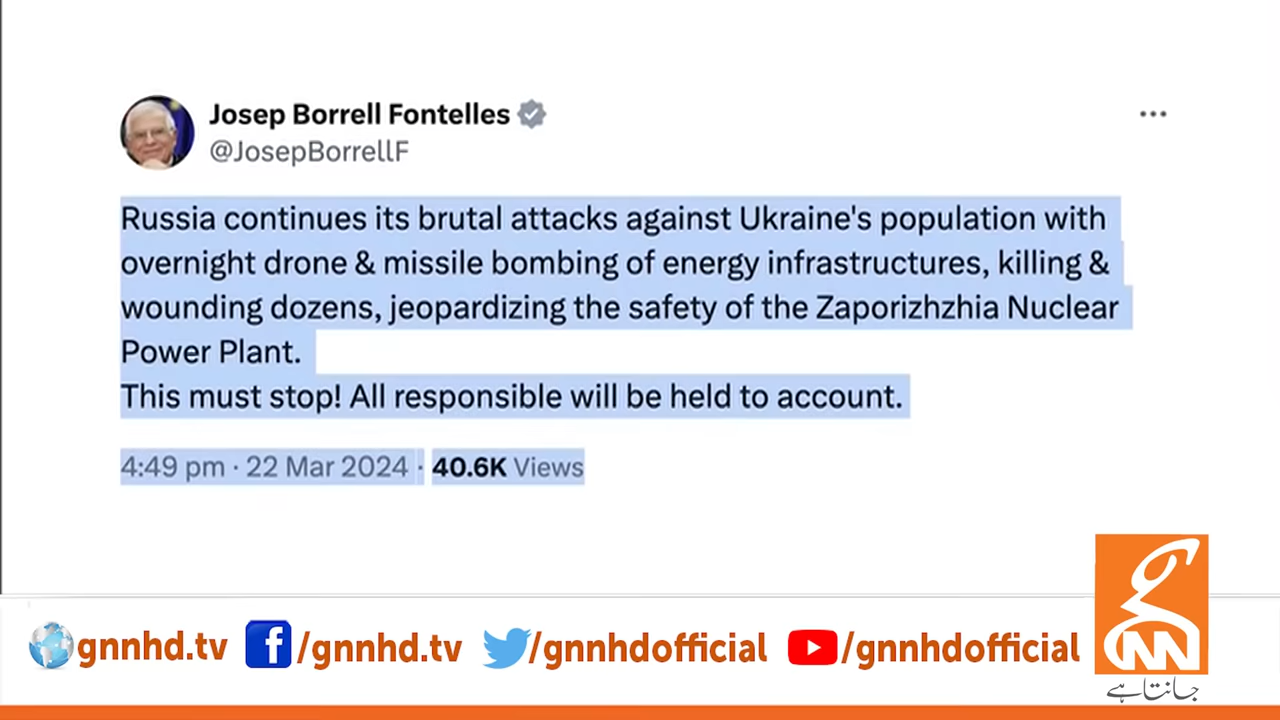 Josep Borrell Fontelles
@JosepBorrellF
Russia continues its brutal attacks against Ukraine's population with
overnight drone & missile bombing of energy infrastructures, killing &
wounding dozens, jeopardizing the safety of the Zaporizhzhia Nuclear
Power Plant.
This must stop! All responsible will be held to account.
4:49 pm · 22 Mar 2024 · 40.6K Views
gnnhd.tv /gnnhd.tv /gnnhdofficial /gnnhdofficial
GNN
جانتا ہے